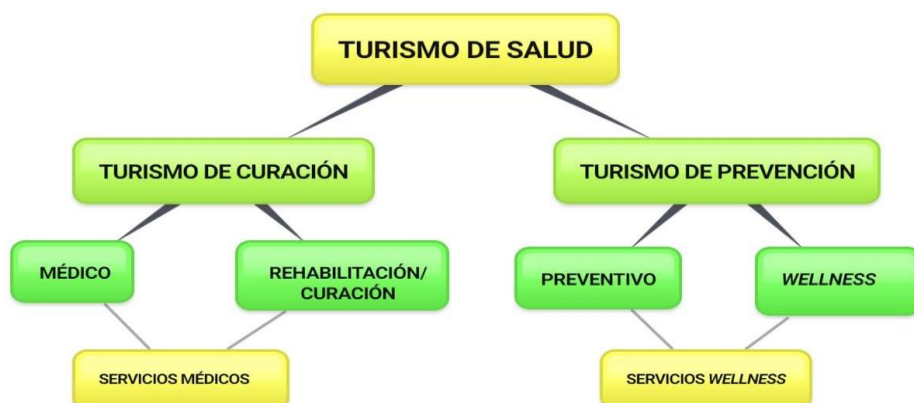 TURISMO DE SALUD
TURISMO DE CURACIÓN
TURISMO DE PREVENCIÓN
MÉDICO
REHABILITACIÓN/
CURACIÓN
PREVENTIVO
WELLNESS
SERVICIOS MÉDICOS
SERVICIOS WELLNESS